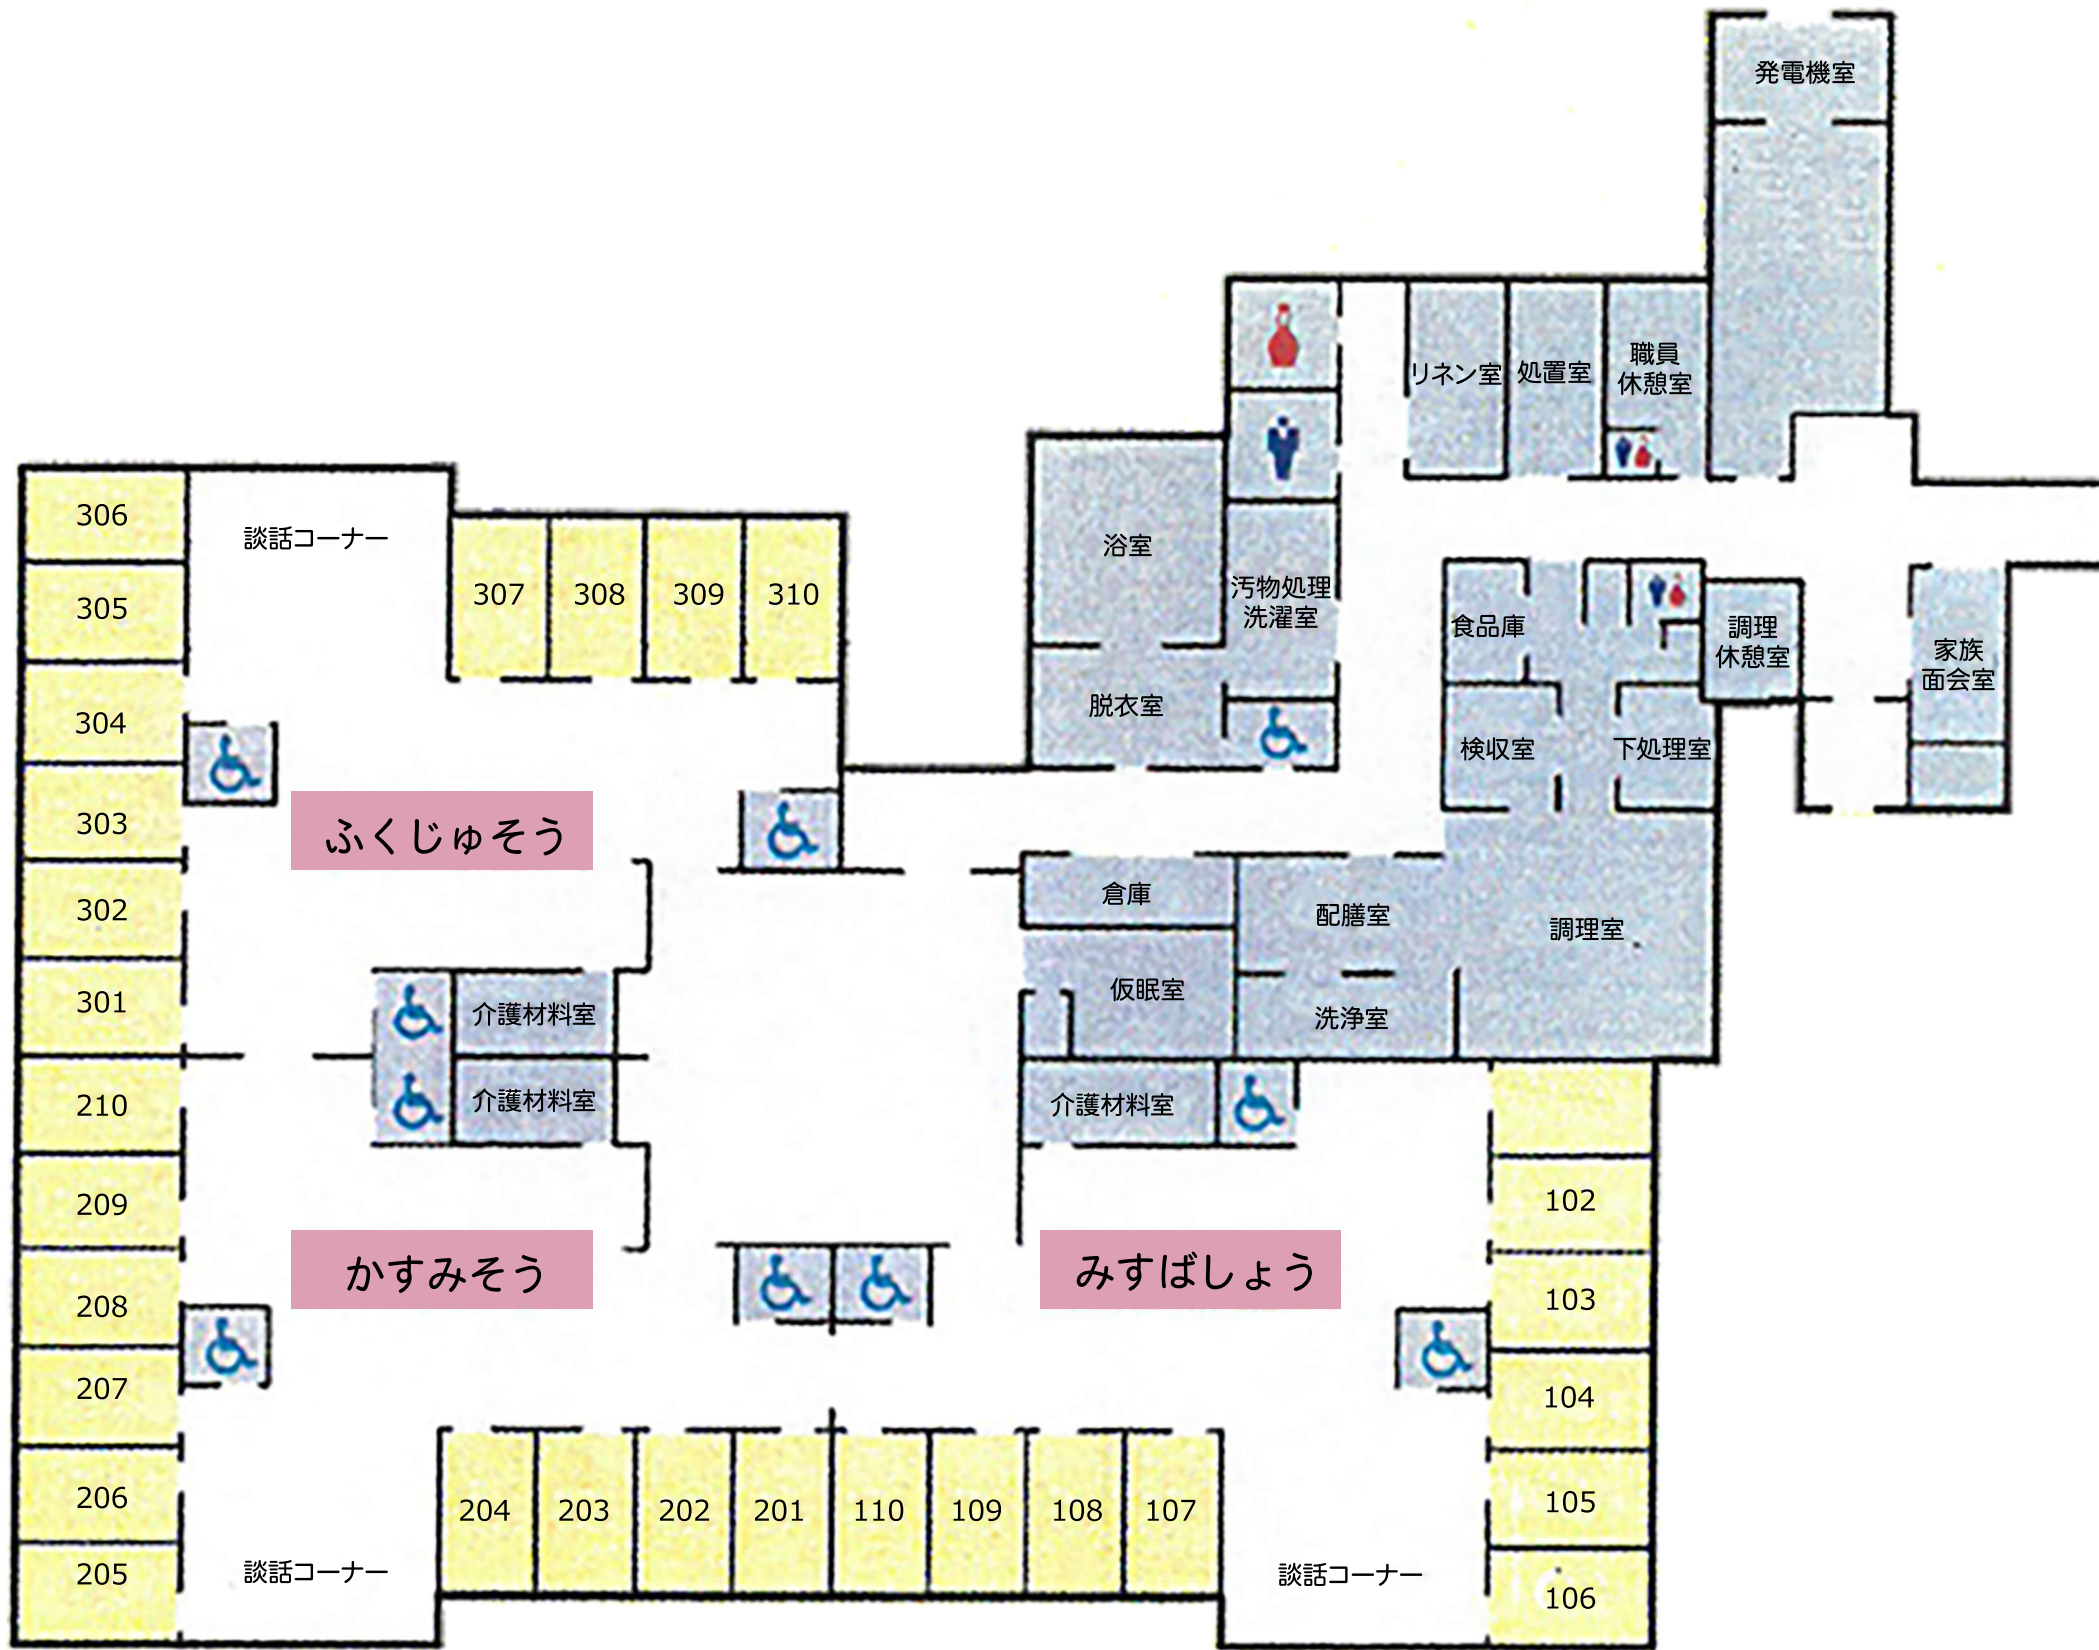 発電機室
リネン室
処置室
職員
休憩室
306
談話コーナー
305
307
308
309
310
浴室
汚物処理
洗濯室
食品庫
調理
休憩室
家族
面会室
304
脱衣室
検収室
下処理室
303
ふくじゅそう
302
倉庫
配膳室
調理室
301
介護材料室
仮眠室
洗浄室
210
介護材料室
介護材料室
209
102
208
かすみそう
みすばしょう
103
207
104
206
204
203
202
201
110
109
108
107
105
205
談話コーナー
談話コーナー
106